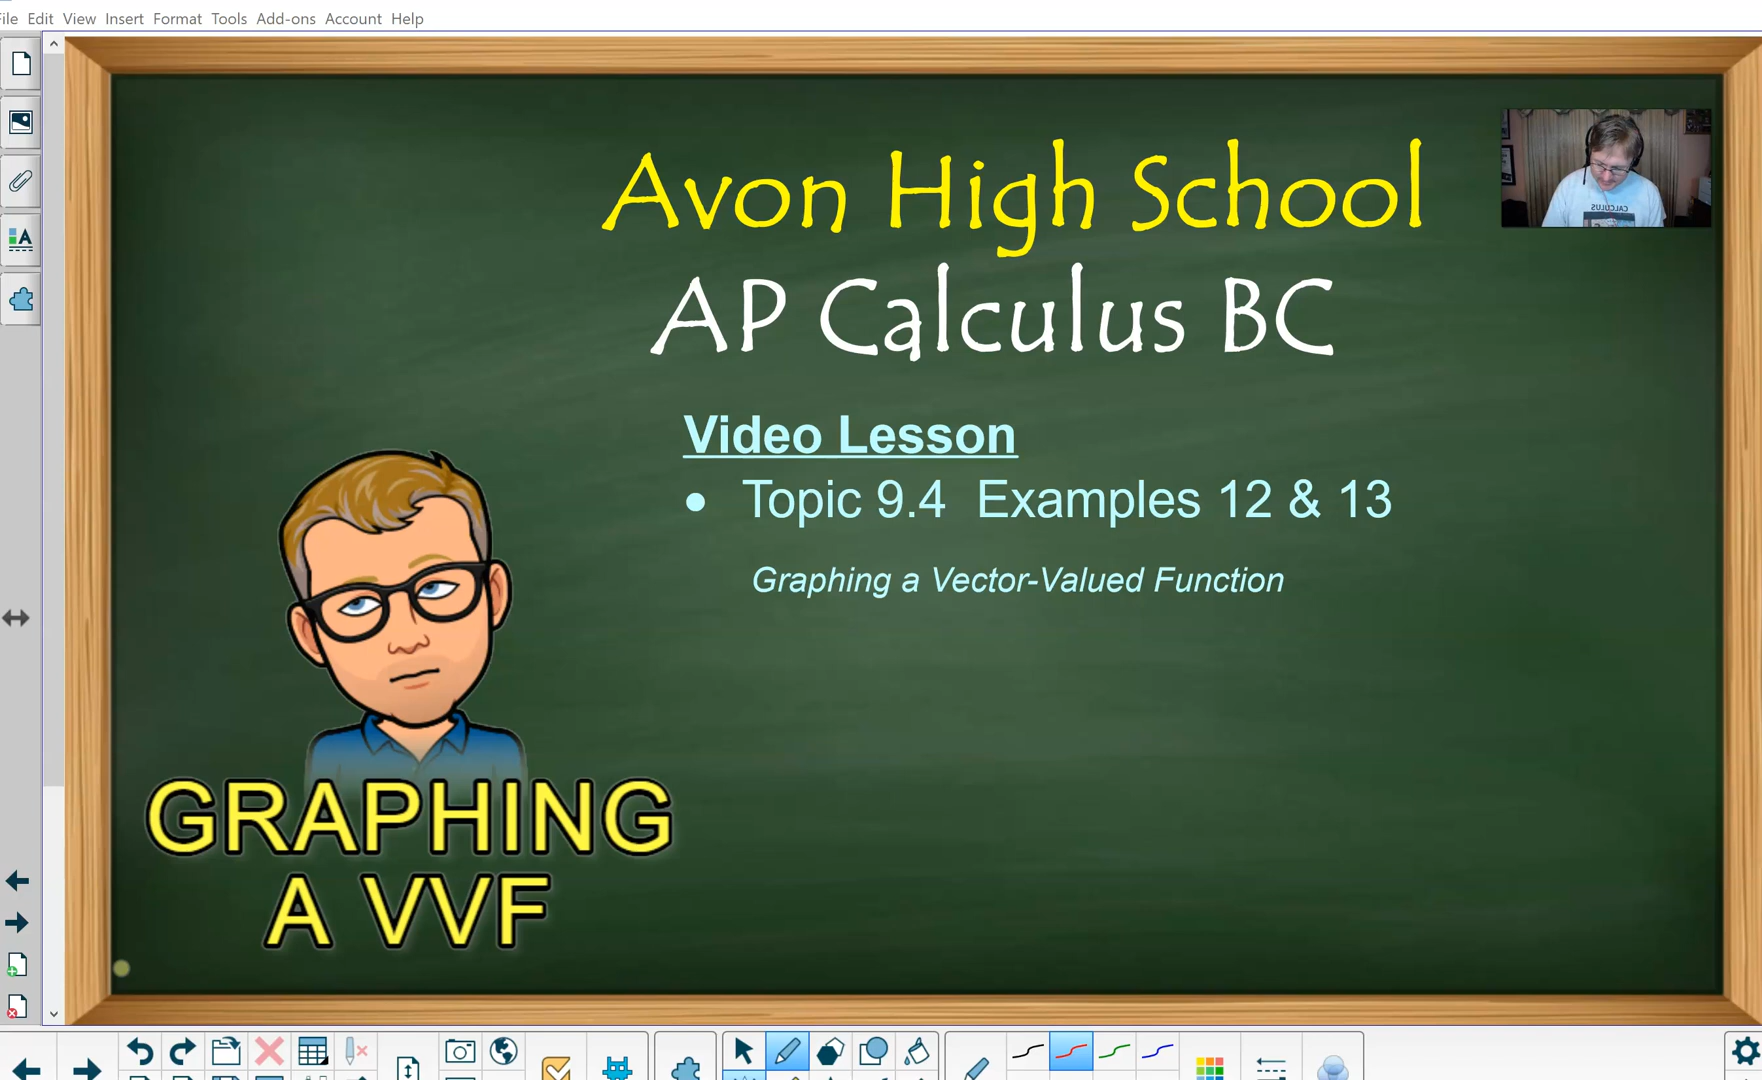 File Edit View Insert Format Tools Add-ons Account Help
Avon High School
AP Calculus BC
Video Lesson
• Topic 9.4 Examples 12 & 13
Graphing a Vector-Valued Function
CALCULUS
GRAPHING
A VVF